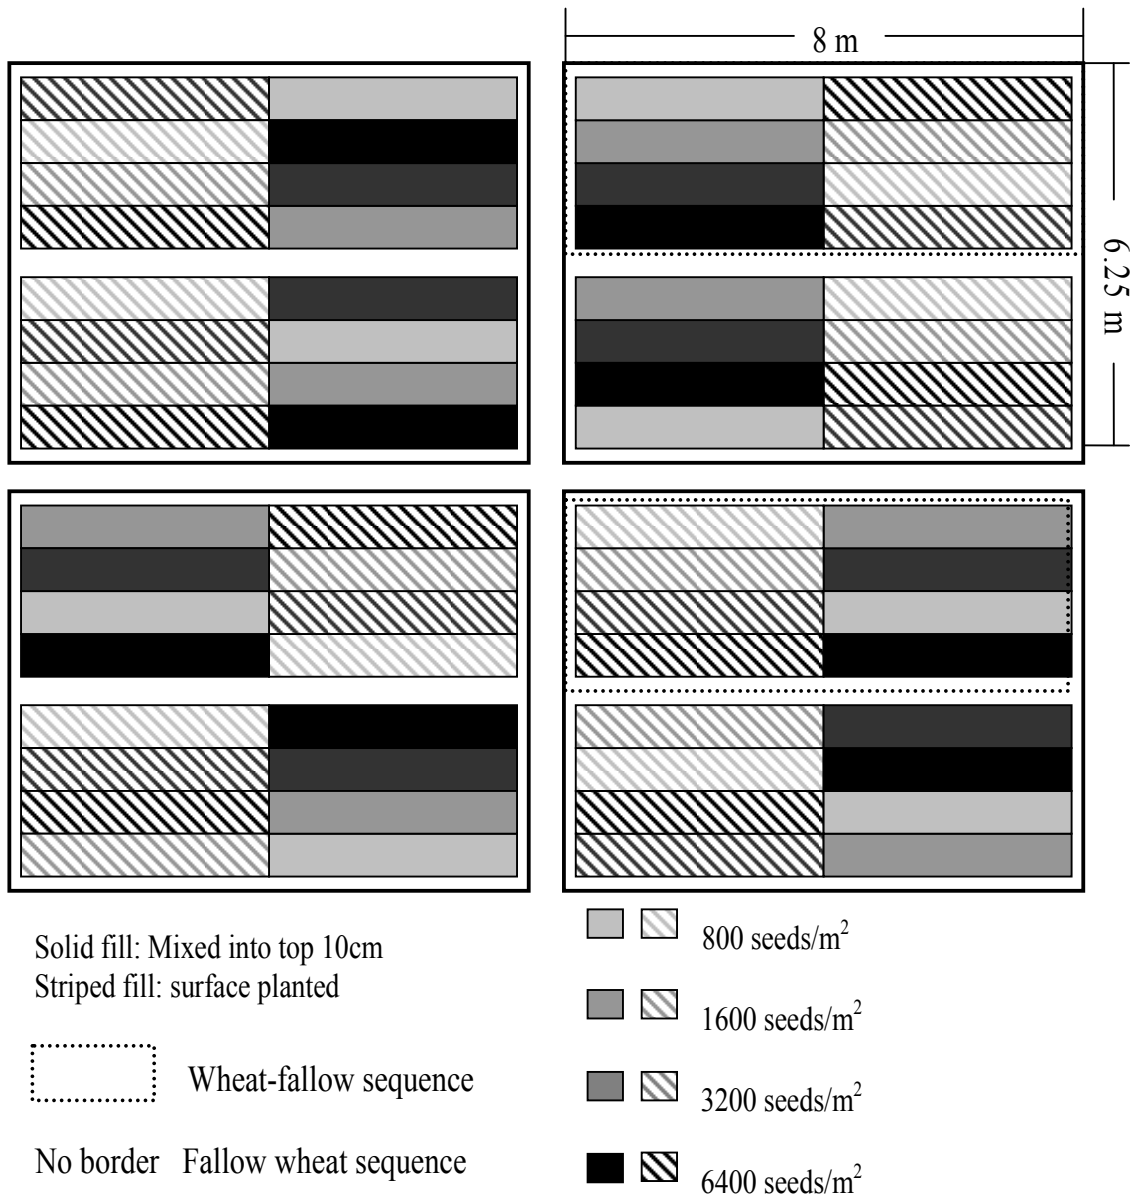 8 m
6.25 m
Solid fill: Mixed into top 10cm
Striped fill: surface planted
Wheat-fallow sequence
No border Fallow wheat sequence
800 seeds/m²
1600 seeds/m²
3200 seeds/m²
6400 seeds/m²